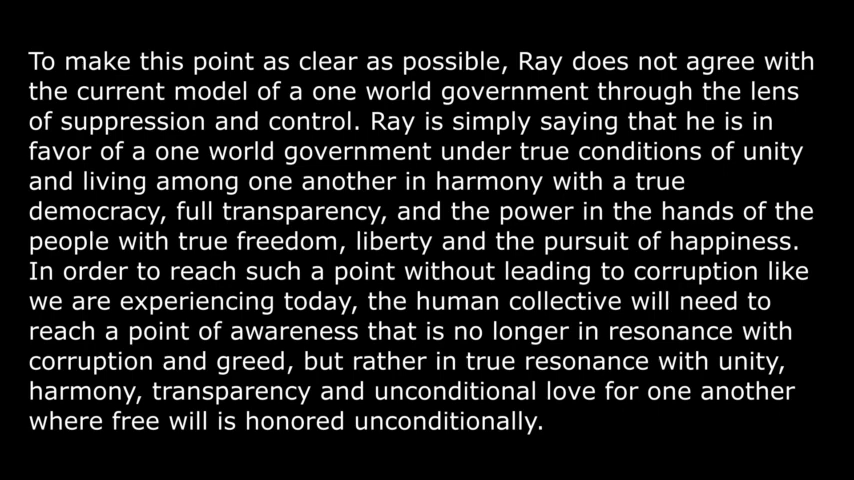 To make this point as clear as possible, Ray does not agree with
the current model of a one world government through the lens
of suppression and control. Ray is simply saying that he is in
favor of a one world government under true conditions of unity
and living among one another in harmony with a true
democracy, full transparency, and the power in the hands of the
people with true freedom, liberty and the pursuit of happiness.
In order to reach such a point without leading to corruption like
we are experiencing today, the human collective will need to
reach a point of awareness that is no longer in resonance with
corruption and greed, but rather in true resonance with unity,
harmony, transparency and unconditional love for one another
where free will is honored unconditionally.